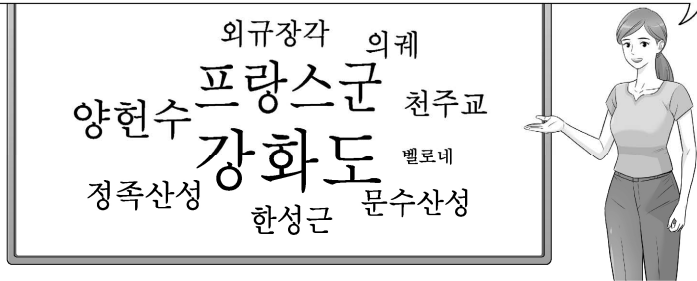 외규장각 의궤
프랑스군
양헌수 천주교
강화도 벨로네
정족산성 문수산성
한성근